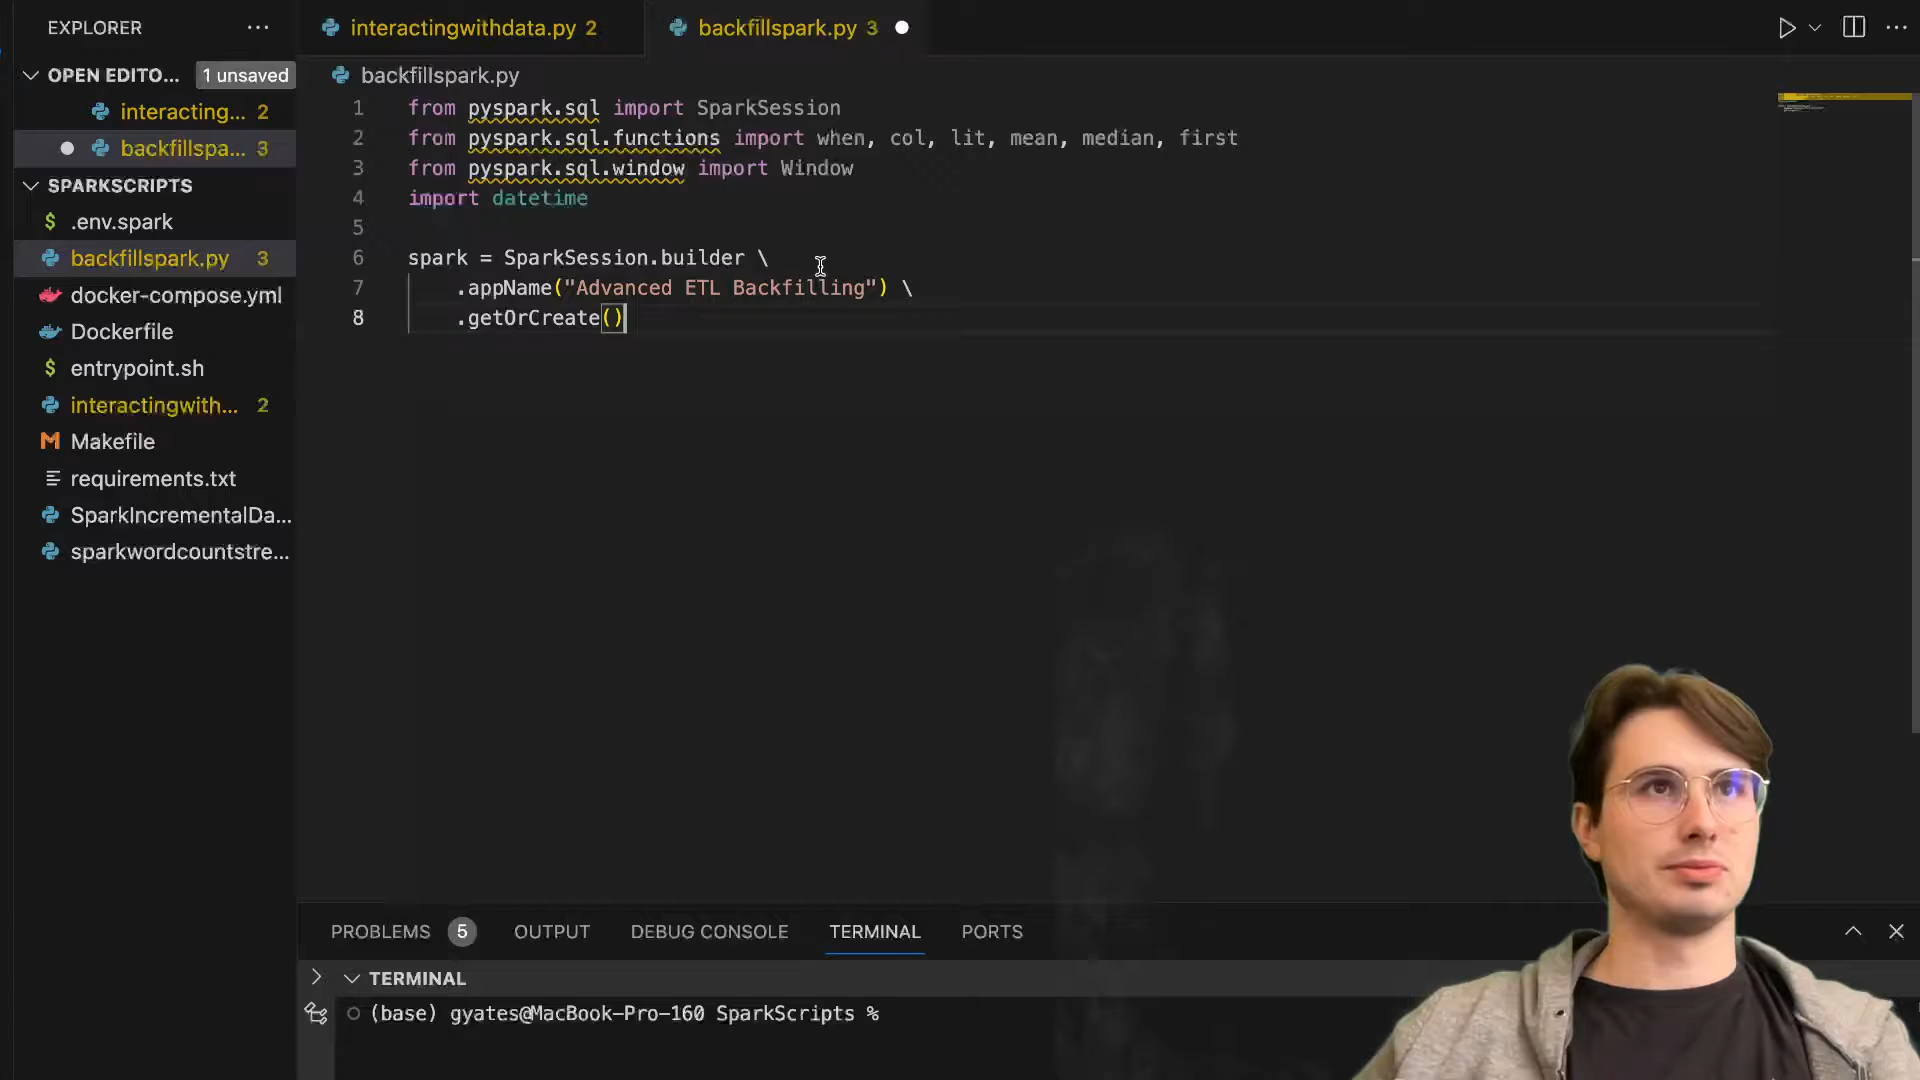 EXPLORER ...
OPEN EDITO... 1 unsaved
interacting... 2
backfillspa... 3
SPARKSCRIPTS
.env.spark
backfillspark.py 3
docker-compose.yml
Dockerfile
entrypoint.sh
interactingwith... 2
Makefile
requirements.txt
SparkIncrementalDa...
sparkwordcountstre...
interactingwithdata.py 2
backfillspark.py 3
backfillspark.py
1 from pyspark.sql import SparkSession
2 from pyspark.sql.functions import when, col, lit, mean, median, first
3 from pyspark.sql.window import Window
4 import datetime
5
6 spark = SparkSession.builder \
7 .appName("Advanced ETL Backfilling") \
8 .getOrCreate()
PROBLEMS 5 OUTPUT DEBUG CONSOLE TERMINAL PORTS
TERMINAL
(base) gyates@MacBook-Pro-160 SparkScripts %